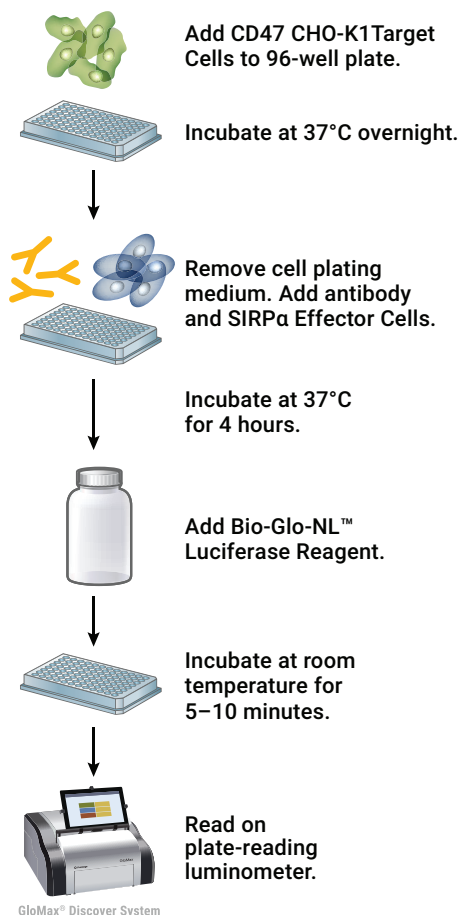 Add CD47 CHO-K1Target
Cells to 96-well plate.
Incubate at 37°C overnight.
Remove cell plating
medium. Add antibody
and SIRPα Effector Cells.
Incubate at 37°C
for 4 hours.
Add Bio-Glo-NL™
Luciferase Reagent.
Incubate at room
temperature for
5–10 minutes.
Read on
plate-reading
luminometer.
GloMax® Discover System